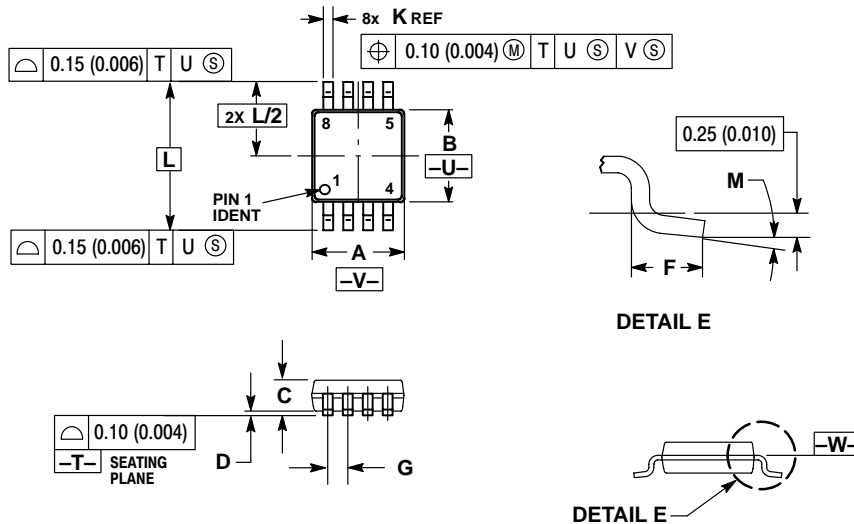 8x K REF
⌖ 0.10 (0.004) Ⓜ T U Ⓢ V Ⓢ
⌓ 0.15 (0.006) T U Ⓢ
2X L/2
8 5
B
–U–
L
0.25 (0.010)
M
PIN 1
IDENT
1
4
⌓ 0.15 (0.006) T U Ⓢ
A
–V–
F
DETAIL E
C
⌓ 0.10 (0.004)
–T– SEATING
PLANE
D
G
–W–
DETAIL E